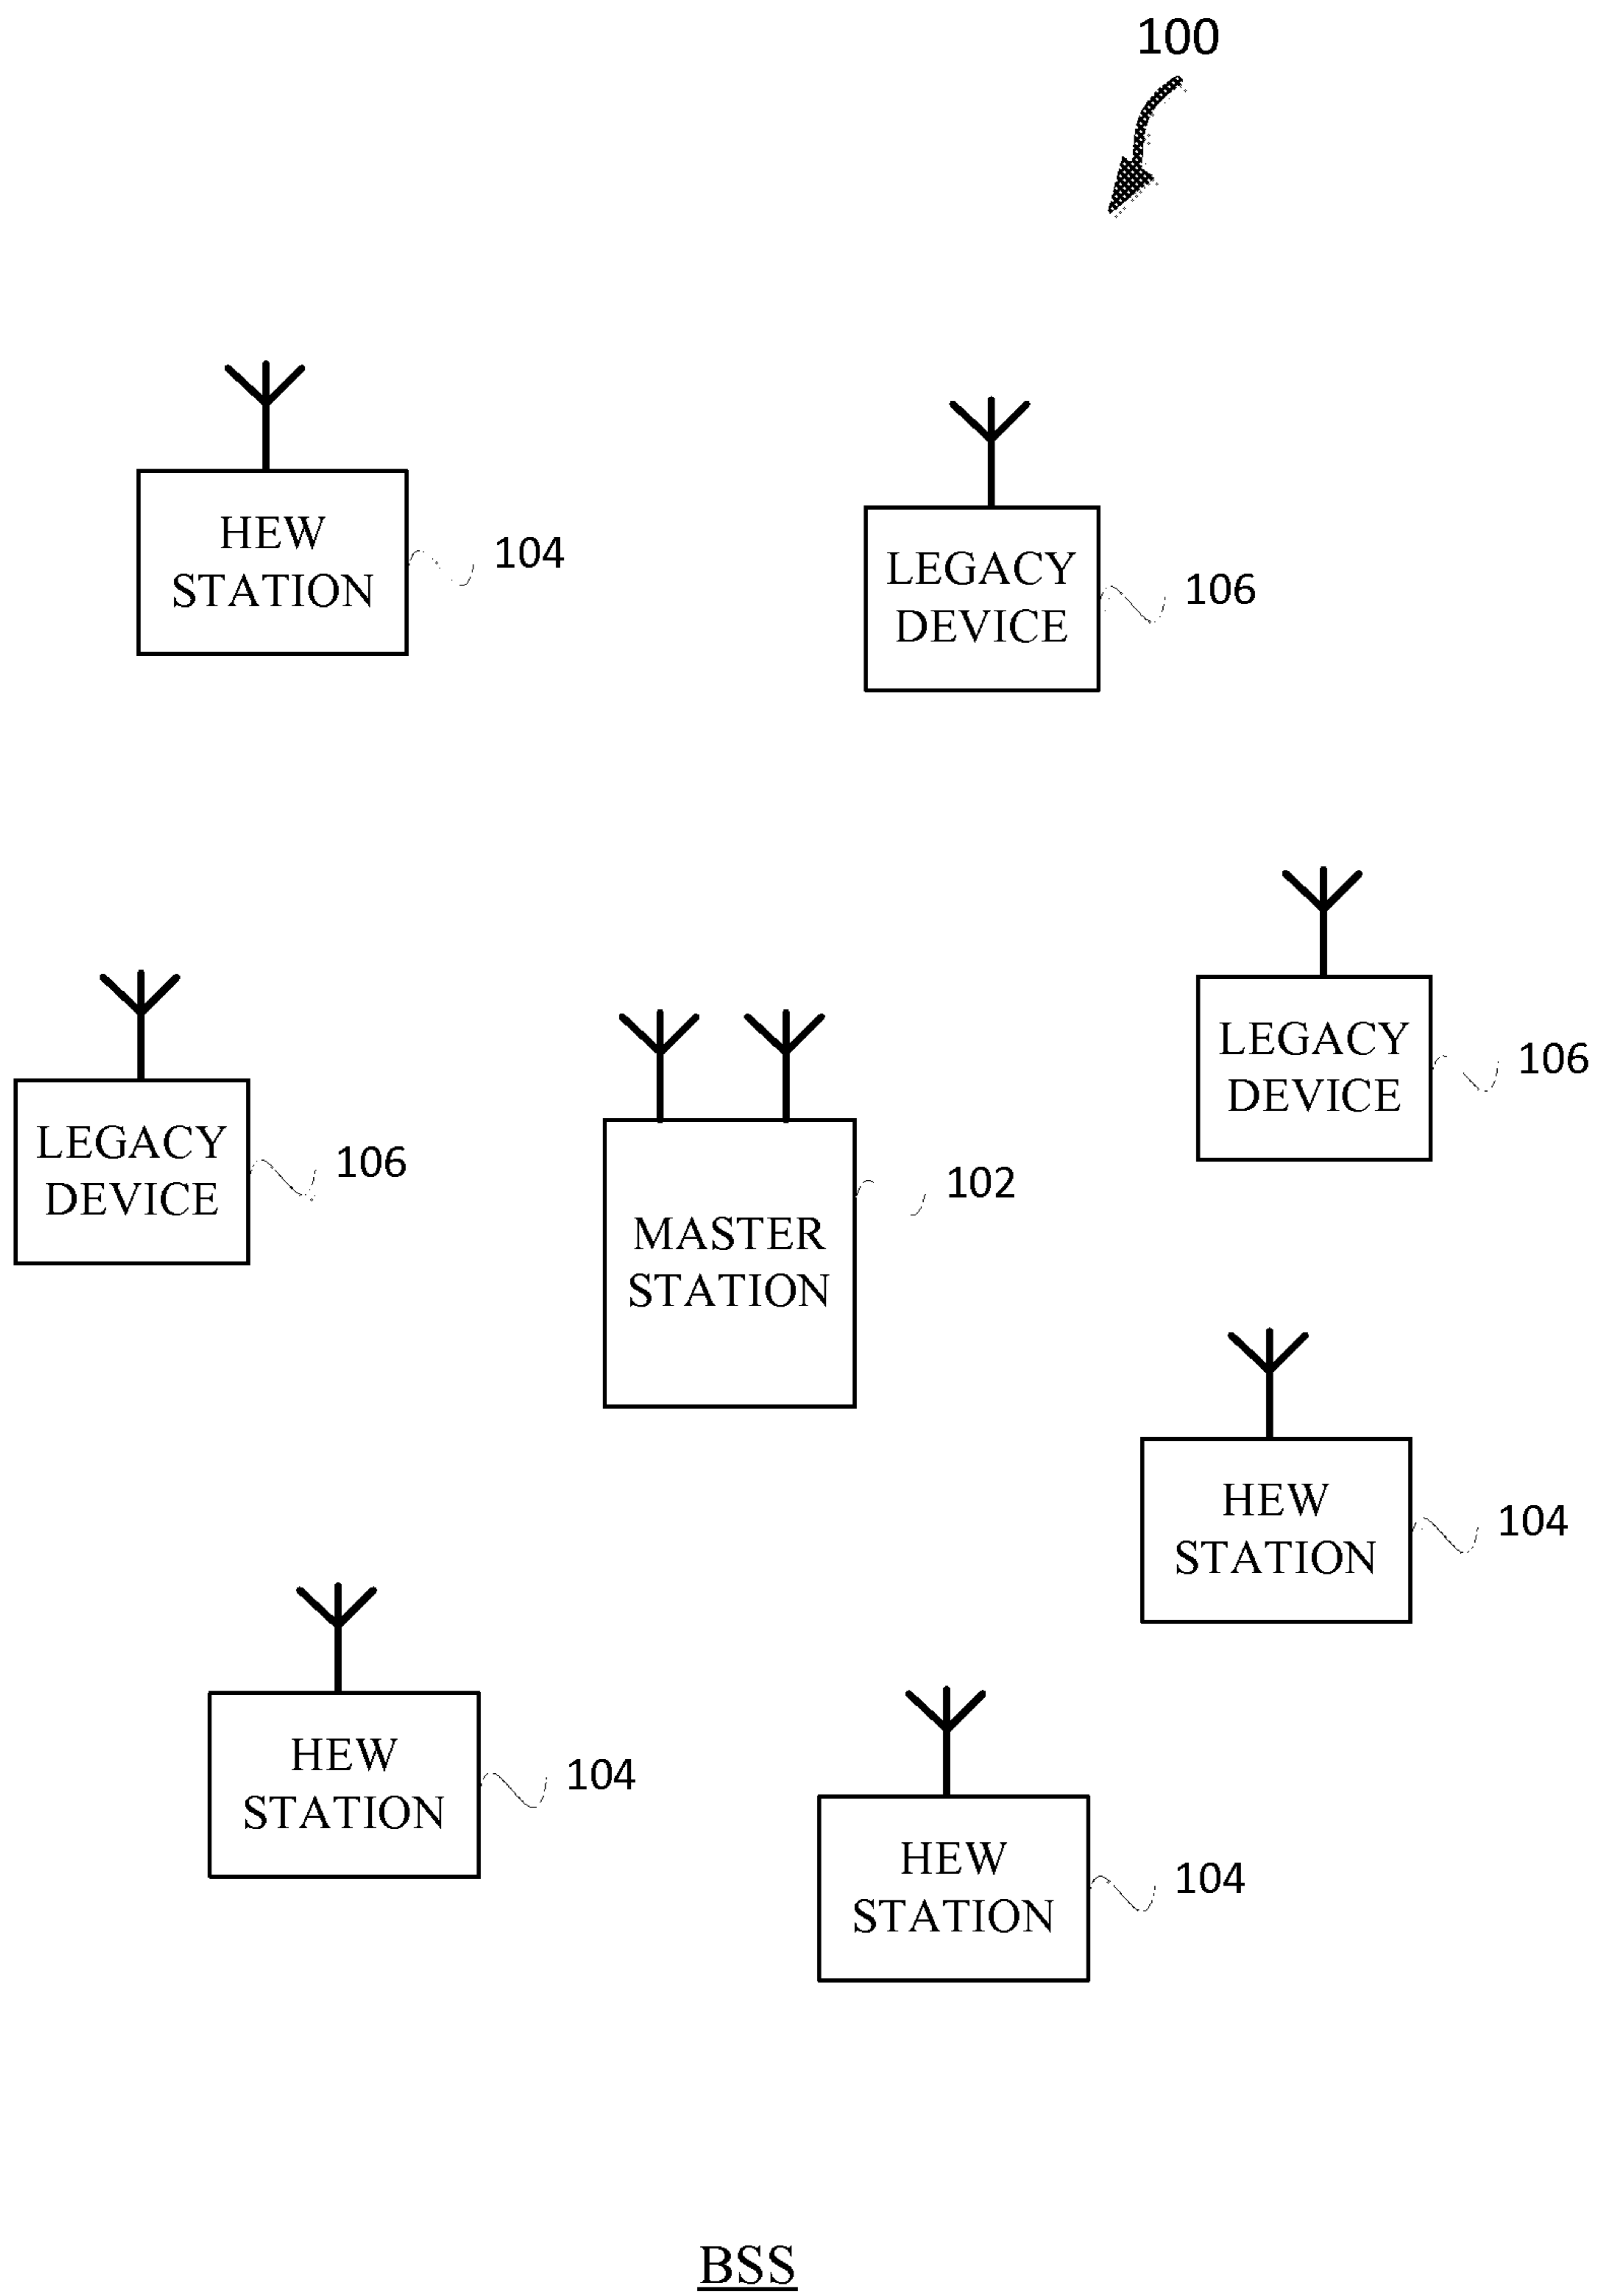 100
HEW
STATION
104
LEGACY
DEVICE
106
LEGACY
DEVICE
106
LEGACY
DEVICE
106
MASTER
STATION
102
HEW
STATION
104
HEW
STATION
104
HEW
STATION
104
BSS